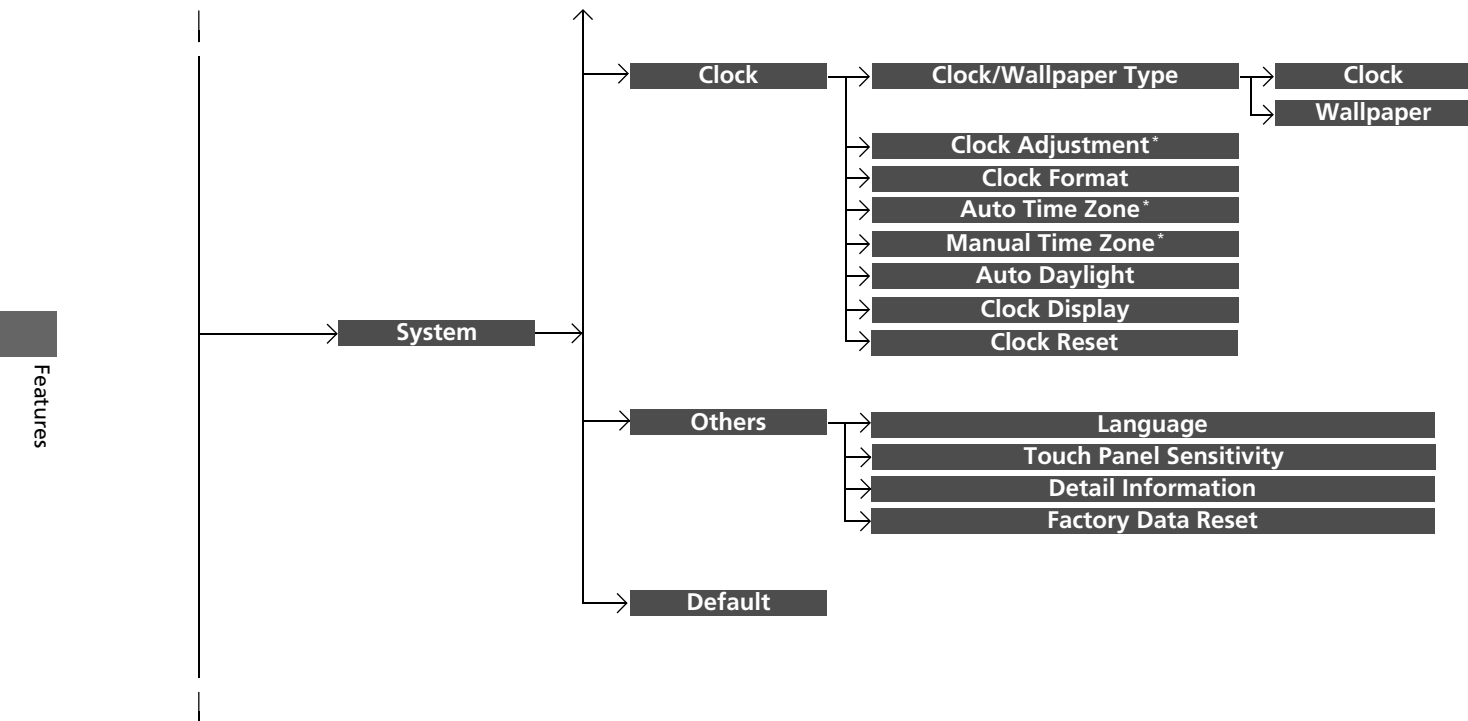 Clock
Clock/Wallpaper Type
Clock
Wallpaper
Clock Adjustment*
Clock Format
Auto Time Zone*
Manual Time Zone*
Auto Daylight
Clock Display
Clock Reset
System
Features
Others
Language
Touch Panel Sensitivity
Detail Information
Factory Data Reset
Default